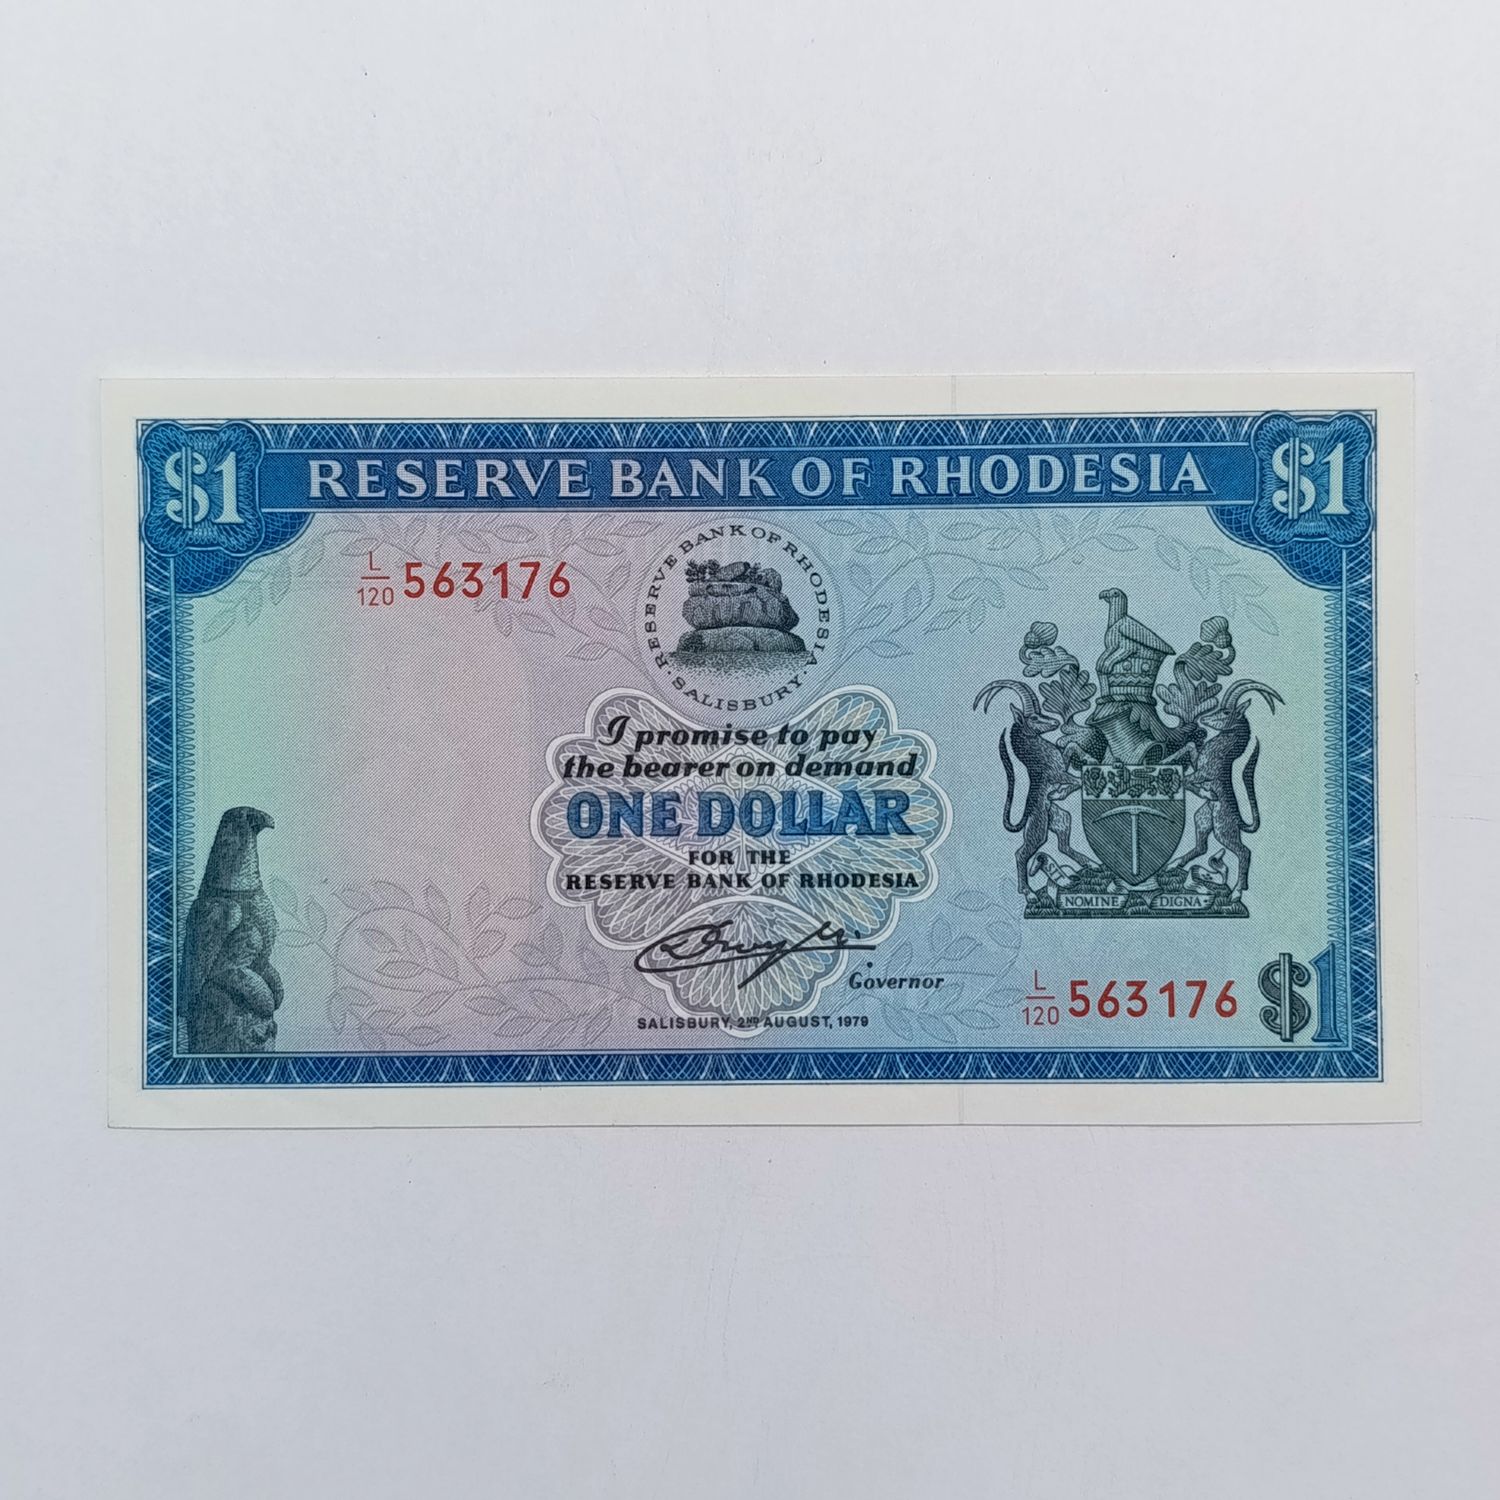 $1 RESERVE BANK OF RHODESIA $1
L/120 563176
RESERVE BANK OF RHODESIA
· SALISBURY ·
I promise to pay
the bearer on demand
ONE DOLLAR
FOR THE
RESERVE BANK OF RHODESIA
NOMINE DIGNA
Governor
L/120 563176 $1
SALISBURY, 2ND AUGUST, 1979